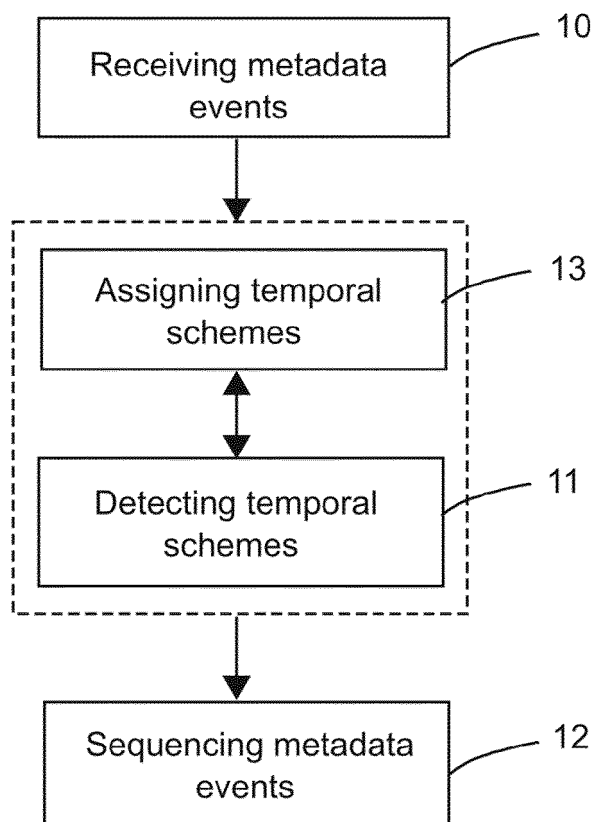 Receiving metadata
events
10
Assigning temporal
schemes
13
Detecting temporal
schemes
11
Sequencing metadata
events
12